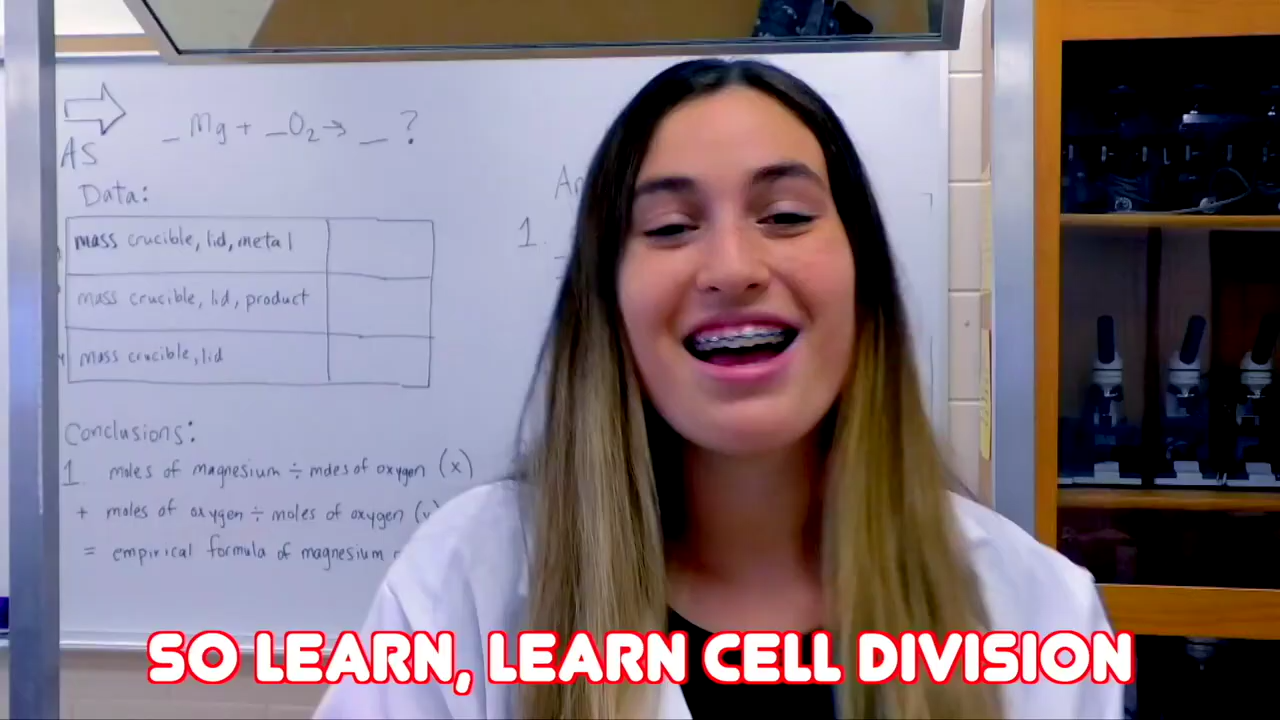 _ Mg + _O₂ → _ ?
AS
Data:
mass crucible, lid, metal
mass crucible, lid, product
mass crucible, lid
Conclusions:
1. moles of magnesium ÷ moles of oxygen (x)
+ moles of oxygen ÷ moles of oxygen (y)
= empirical formula of magnesium
1.
SO LEARN, LEARN CELL DIVISION